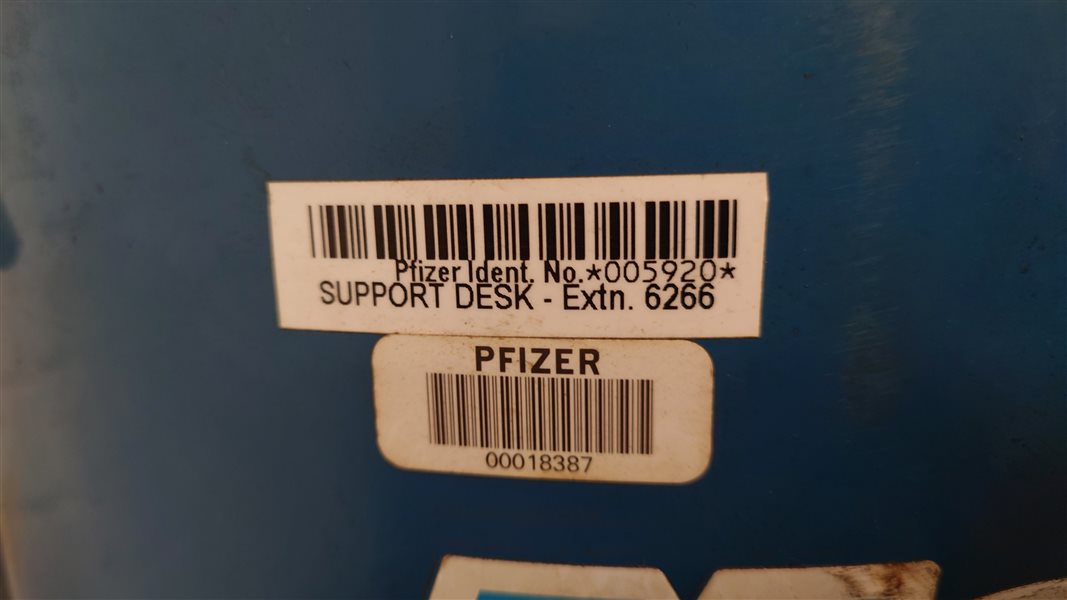 Pfizer Ident. No.*005920*
SUPPORT DESK - Extn. 6266
PFIZER
00018387